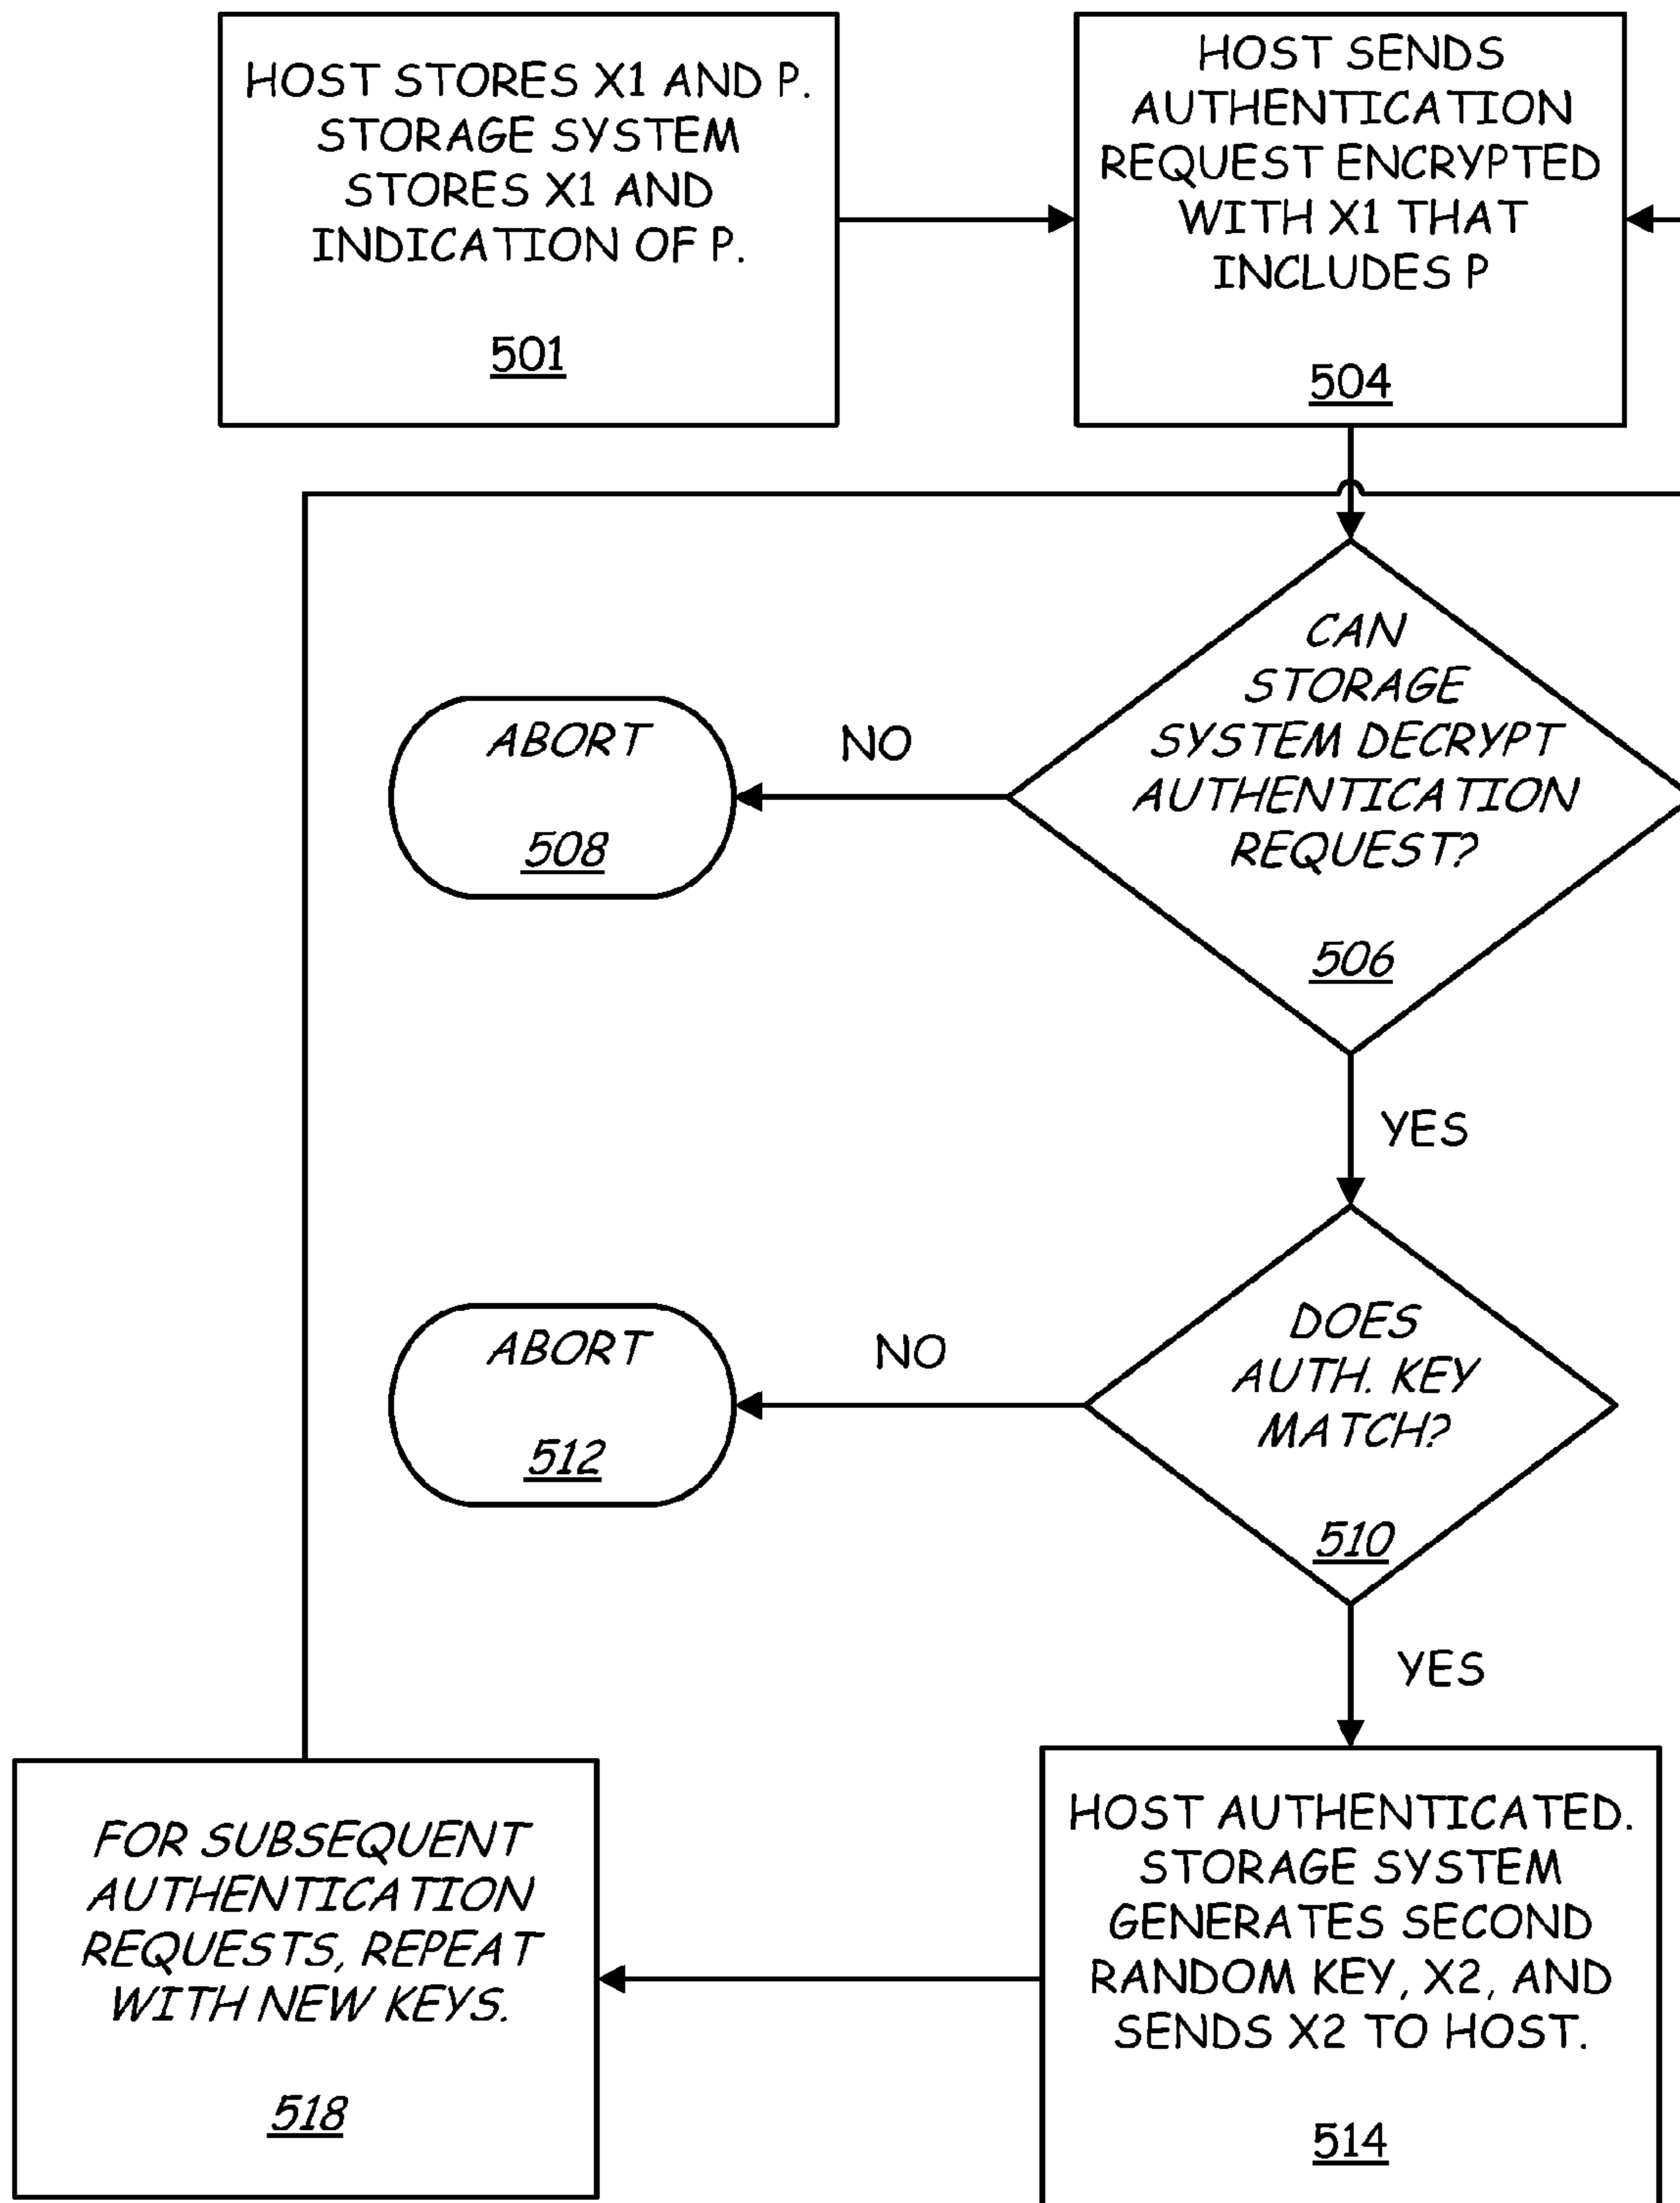 HOST STORES X1 AND P.
STORAGE SYSTEM
STORES X1 AND
INDICATION OF P.
501
HOST SENDS
AUTHENTICATION
REQUEST ENCRYPTED
WITH X1 THAT
INCLUDES P
504
CAN
STORAGE
SYSTEM DECRYPT
AUTHENTICATION
REQUEST?
506
NO
ABORT
508
YES
DOES
AUTH. KEY
MATCH?
510
NO
ABORT
512
YES
HOST AUTHENTICATED.
STORAGE SYSTEM
GENERATES SECOND
RANDOM KEY, X2, AND
SENDS X2 TO HOST.
514
FOR SUBSEQUENT
AUTHENTICATION
REQUESTS, REPEAT
WITH NEW KEYS.
518